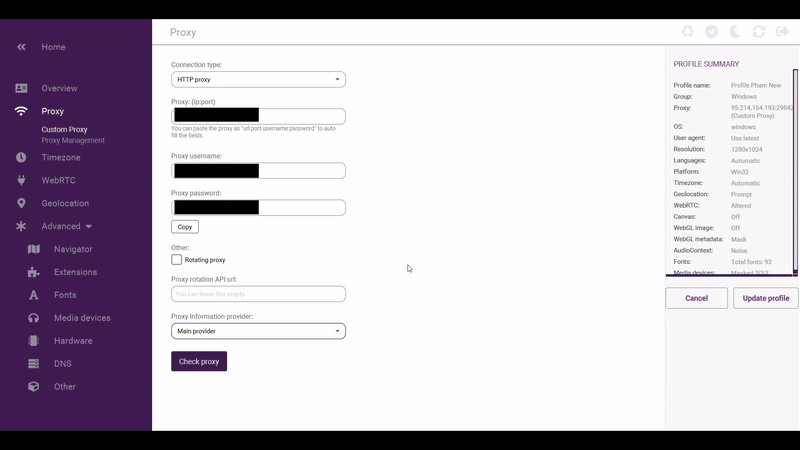 Home
Overview
Proxy
Custom Proxy
Proxy Management
Timezone
WebRTC
Geolocation
Advanced
Navigator
Extensions
Fonts
Media devices
Hardware
DNS
Other
Proxy
Connection type:
HTTP proxy
Proxy: (ip:port)
You can paste the proxy as "url:port:username:password" to auto
fill the fields.
Proxy username:
Proxy password:
Copy
Other:
Rotating proxy
Proxy rotation API url:
You can leave this empty
Proxy information provider:
Main provider
Check proxy
PROFILE SUMMARY
Profile name: Profile Pham New
Group: Windows
Proxy: 95.214.154.193:29842
(Custom Proxy)
OS: windows
User agent: Use latest
Resolution: 1280x1024
Languages: Automatic
Platform: Win32
Timezone: Automatic
Geolocation: Prompt
WebRTC: Altered
Canvas: Off
WebGL image: Off
WebGL metadata: Mask
AudioContext: Noise
Fonts: Total fonts: 93
Media devices: Masked 2/2/2
Cancel
Update profile